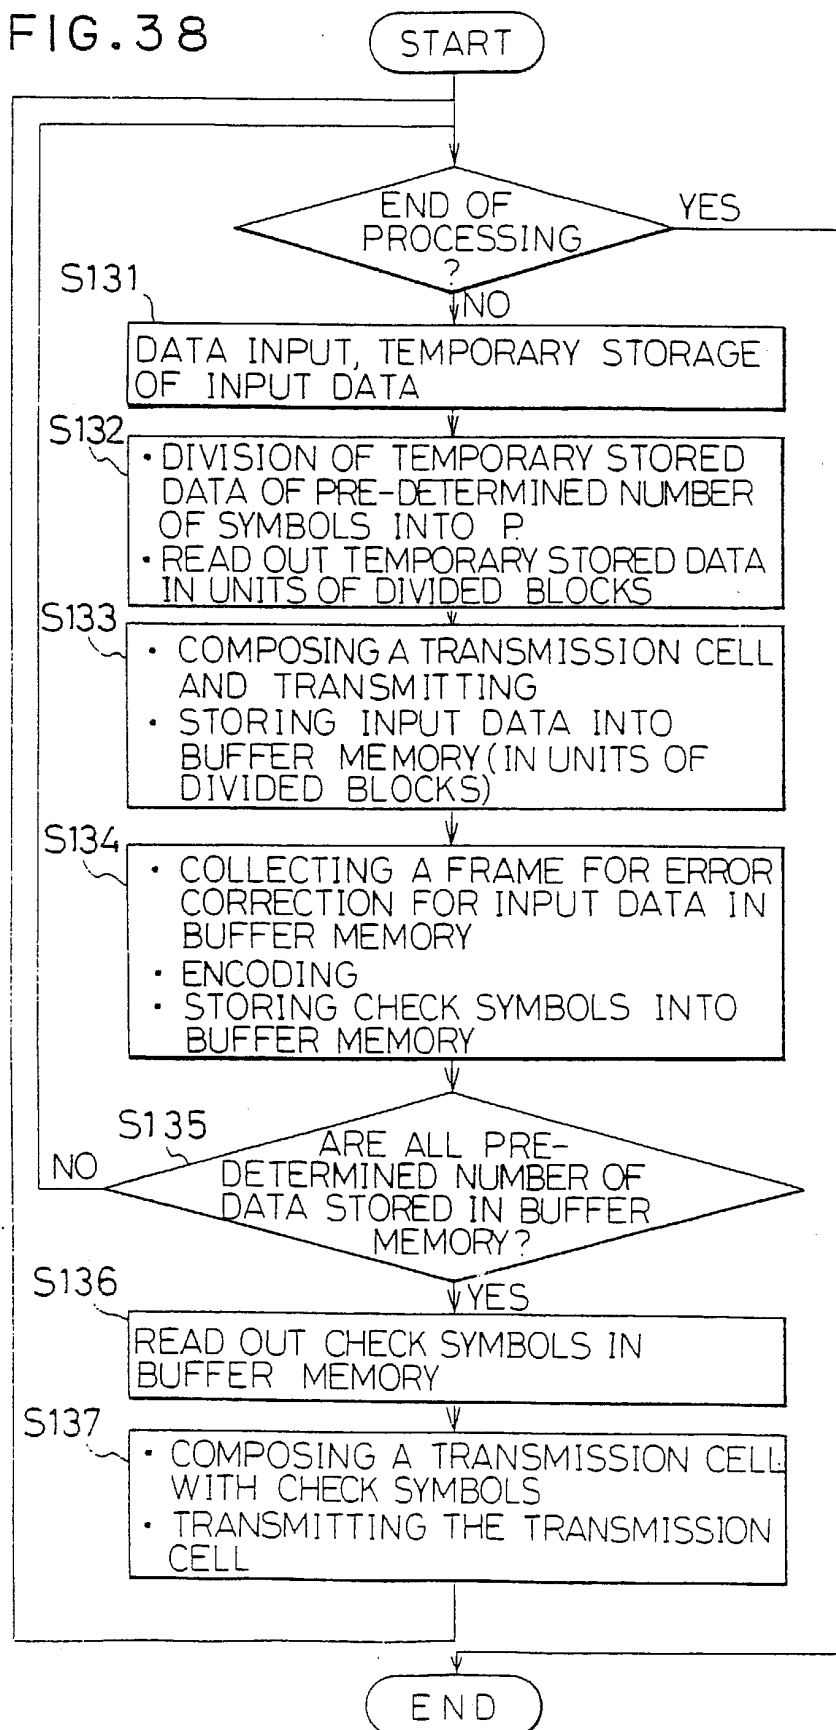 FIG.38
START
END OF
PROCESSING
?
YES
NO
S131
DATA INPUT, TEMPORARY STORAGE
OF INPUT DATA
S132
· DIVISION OF TEMPORARY STORED
DATA OF PRE-DETERMINED NUMBER
OF SYMBOLS INTO P.
· READ OUT TEMPORARY STORED DATA
IN UNITS OF DIVIDED BLOCKS
S133
· COMPOSING A TRANSMISSION CELL
AND TRANSMITTING
· STORING INPUT DATA INTO
BUFFER MEMORY (IN UNITS OF
DIVIDED BLOCKS)
S134
· COLLECTING A FRAME FOR ERROR
CORRECTION FOR INPUT DATA IN
BUFFER MEMORY
· ENCODING
· STORING CHECK SYMBOLS INTO
BUFFER MEMORY
S135
NO
ARE ALL PRE-
DETERMINED NUMBER OF
DATA STORED IN BUFFER
MEMORY?
YES
S136
READ OUT CHECK SYMBOLS IN
BUFFER MEMORY
S137
· COMPOSING A TRANSMISSION CELL
WITH CHECK SYMBOLS
· TRANSMITTING THE TRANSMISSION
CELL
END